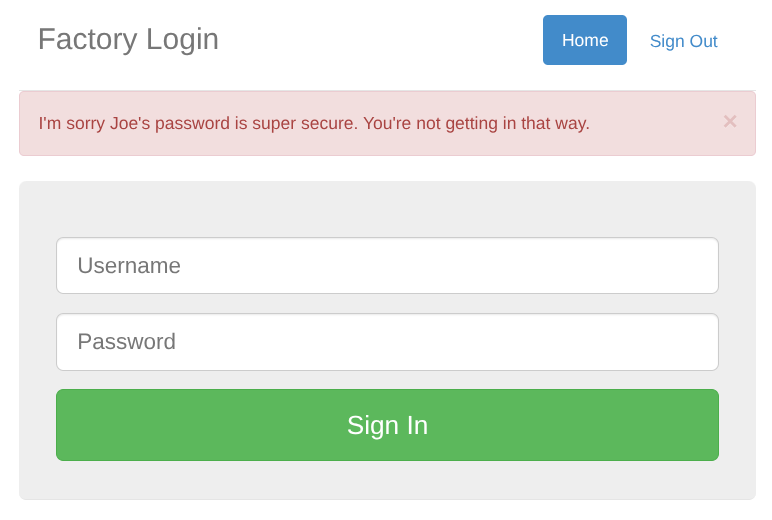 Factory Login
Home
Sign Out
I'm sorry Joe's password is super secure. You're not getting in that way.
×
Username
Password
Sign In